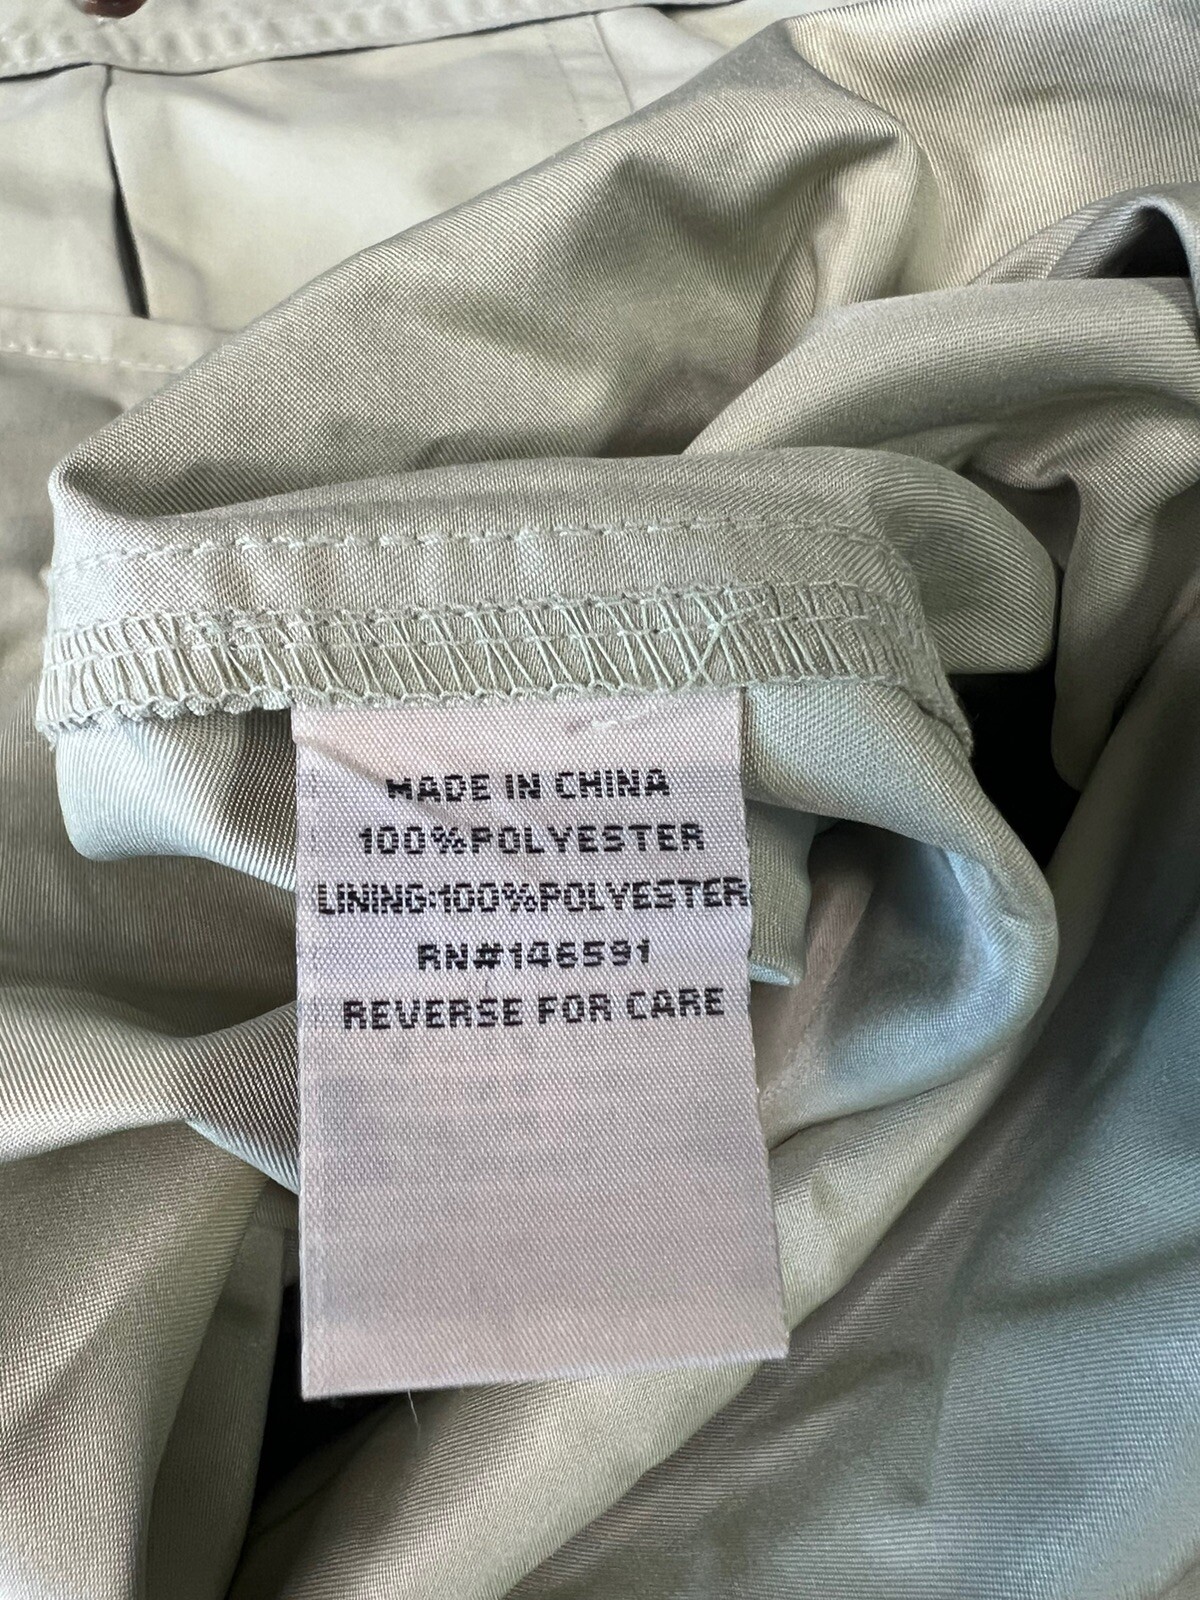 MADE IN CHINA
100%POLYESTER
LINING:100%POLYESTER
RN#146591
REVERSE FOR CARE